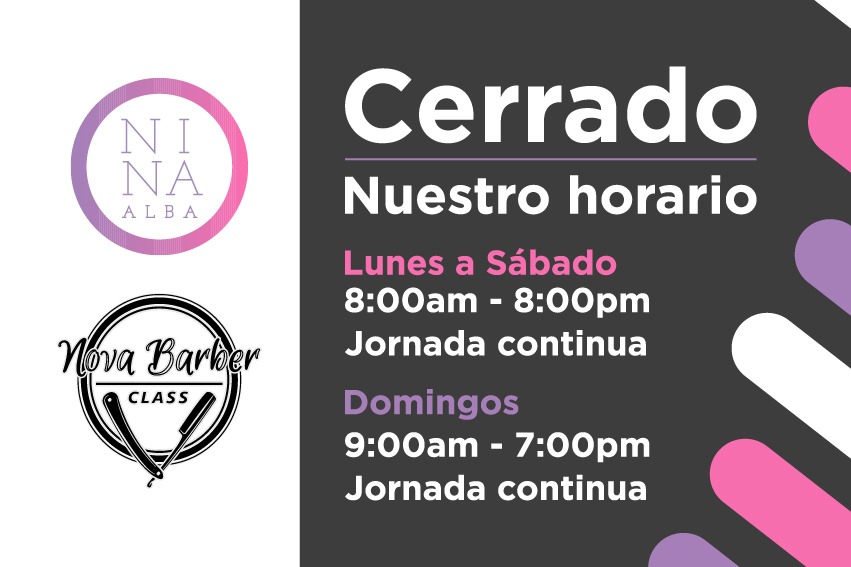 NI
NA
ALBA
Nova Barber
CLASS
Cerrado
Nuestro horario
Lunes a Sábado
8:00am - 8:00pm
Jornada continua
Domingos
9:00am - 7:00pm
Jornada continua